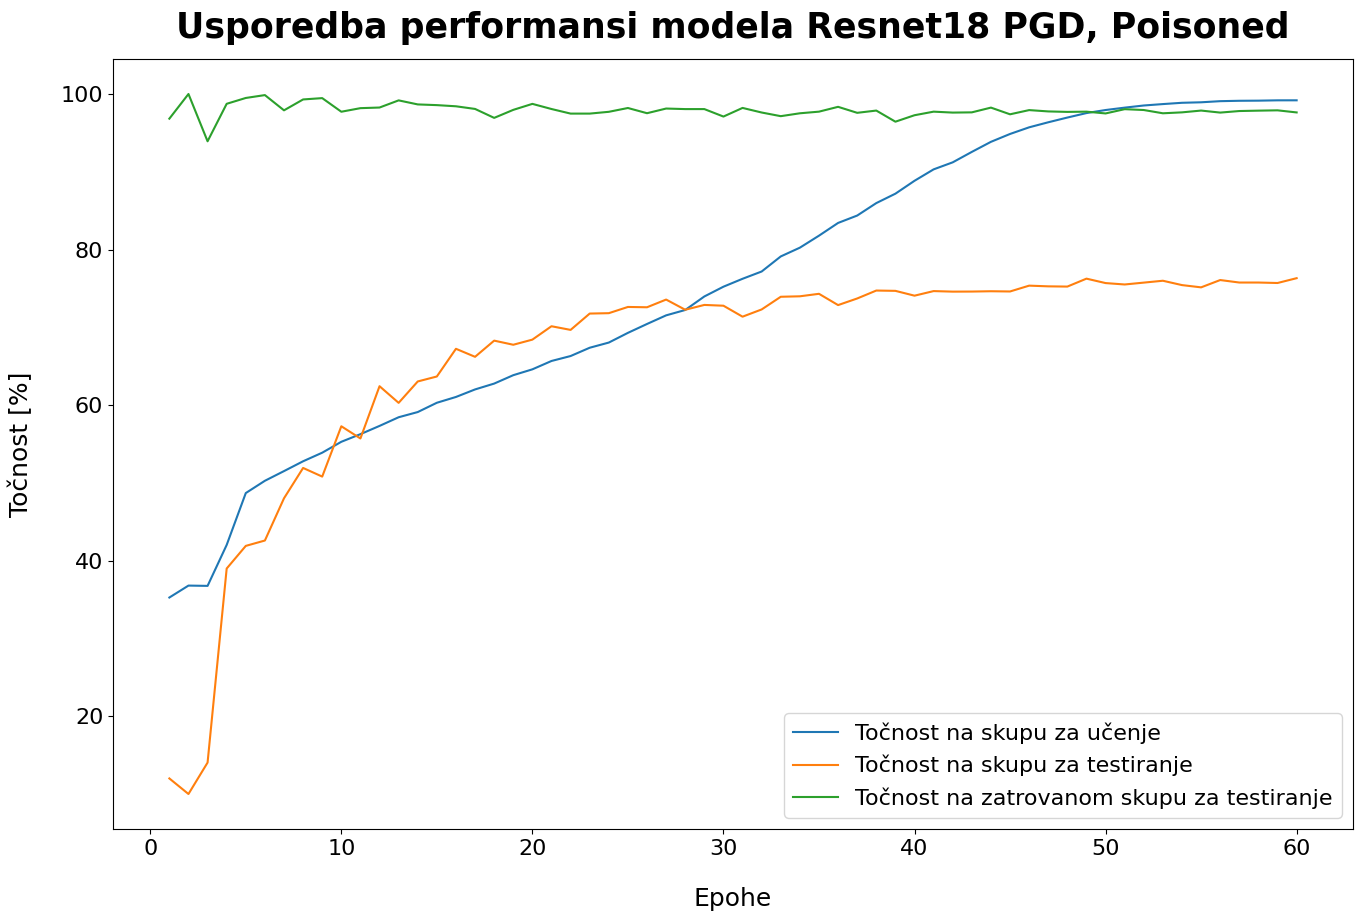 Usporedba performansi modela Resnet18 PGD, Poisoned
Točnost [%]
100
80
60
40
20
0 10 20 30 40 50 60
Epohe
Točnost na skupu za učenje
Točnost na skupu za testiranje
Točnost na zatrovanom skupu za testiranje